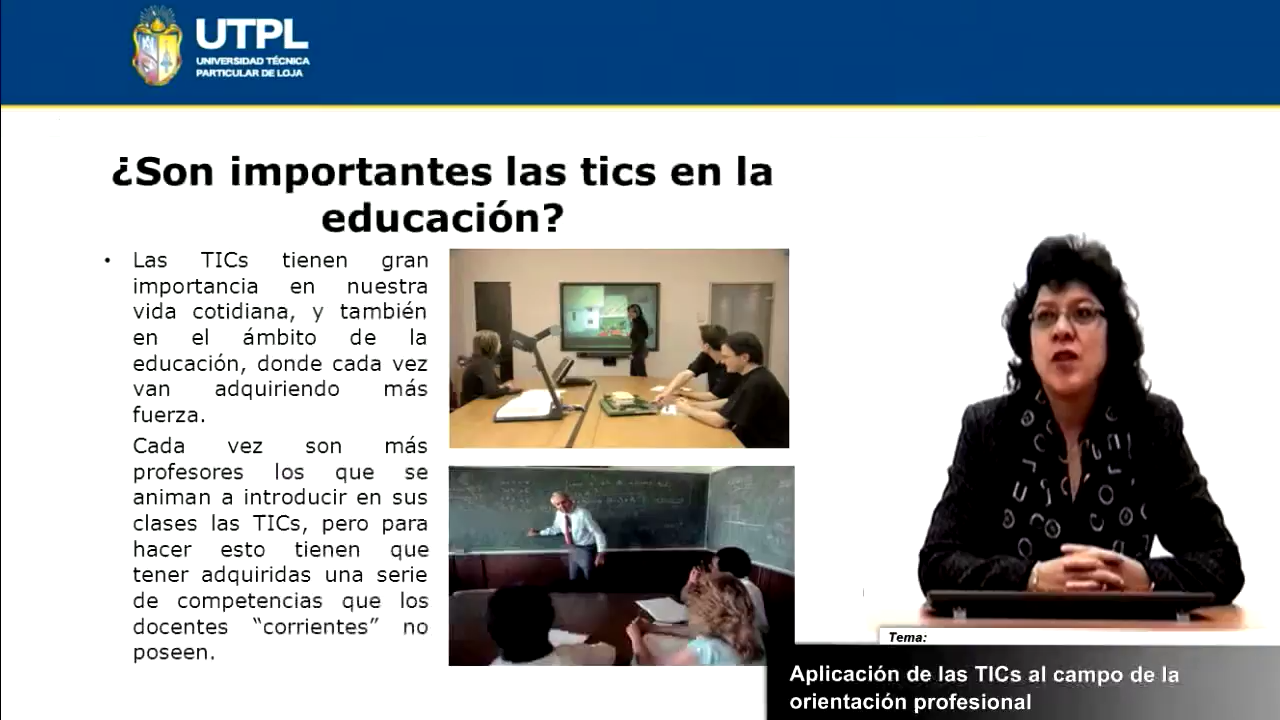 UTPL
UNIVERSIDAD TÉCNICA
PARTICULAR DE LOJA
¿Son importantes las tics en la
educación?
• Las TICs tienen gran
importancia en nuestra
vida cotidiana, y también
en el ámbito de la
educación, donde cada vez
van adquiriendo más
fuerza.
Cada vez son más
profesores los que se
animan a introducir en sus
clases las TICs, pero para
hacer esto tienen que
tener adquiridas una serie
de competencias que los
docentes “corrientes” no
poseen.
Tema:
Aplicación de las TICs al campo de la
orientación profesional